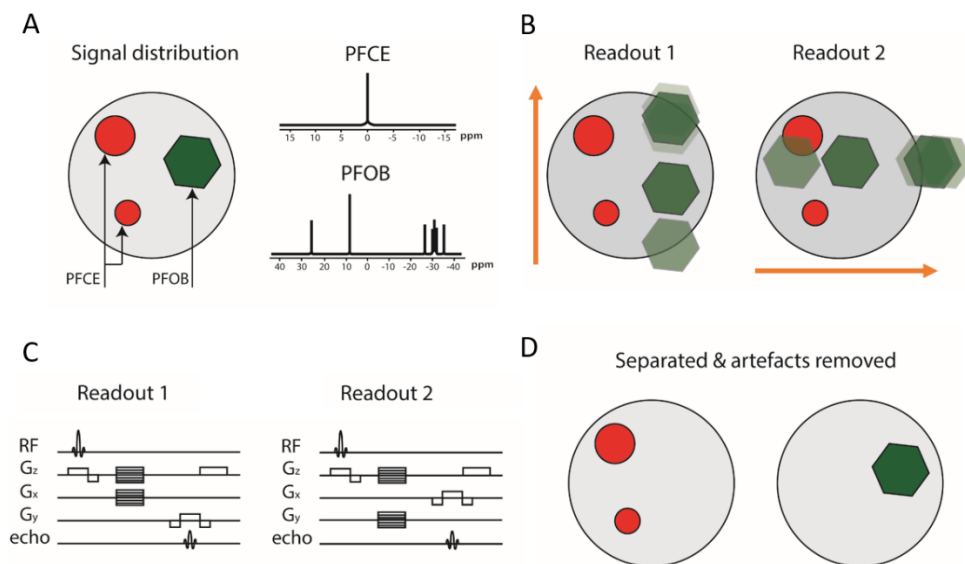 A
Signal distribution
PFCE
PFOB
PFCE
15 10 5 0 -5 -10 -15 ppm
PFOB
40 30 20 10 0 -10 -20 -30 -40 ppm
B
Readout 1
Readout 2
C
Readout 1
RF
Gz
Gx
Gy
echo
Readout 2
RF
Gz
Gx
Gy
echo
D
Separated & artefacts removed